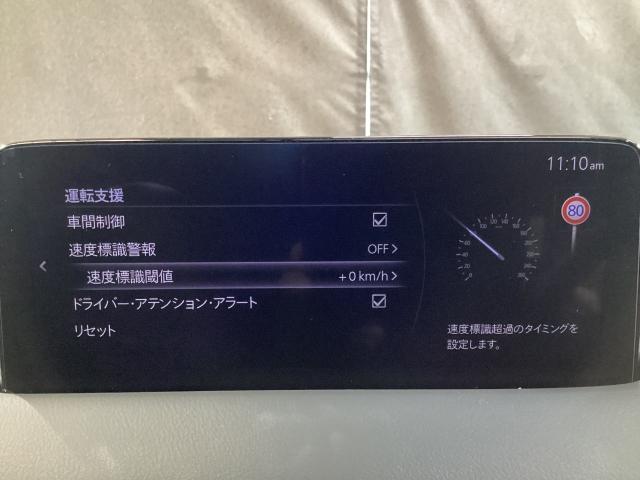 11:10 am
運転支援
車間制御
速度標識警報 OFF
速度標識閾値 +0 km/h
ドライバー・アテンション・アラート
リセット
80
速度標識超過のタイミングを
設定します。